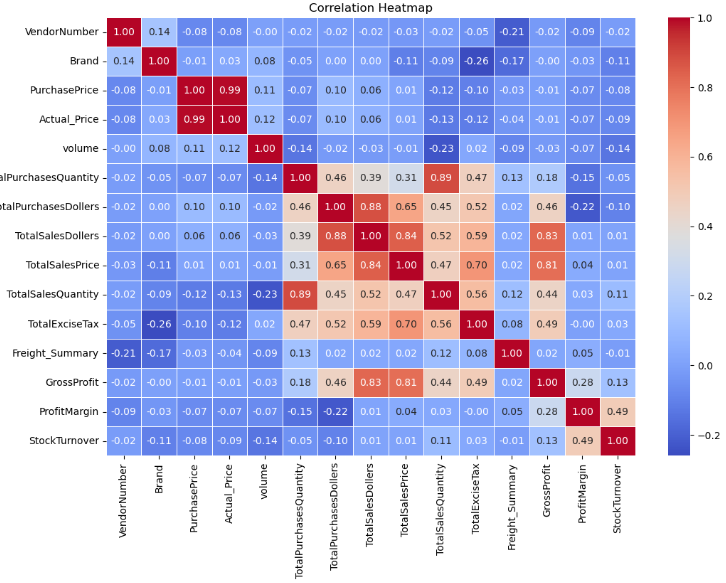 Correlation Heatmap
VendorNumber 1.00 0.14 -0.08 -0.08 -0.00 -0.02 -0.02 -0.02 -0.03 -0.02 -0.05 -0.21 -0.02 -0.09 -0.02
Brand 0.14 1.00 -0.01 0.03 0.08 -0.05 0.00 0.00 -0.11 -0.09 -0.26 -0.17 -0.00 -0.03 -0.11
PurchasePrice -0.08 -0.01 1.00 0.99 0.11 -0.07 0.10 0.06 0.01 -0.12 -0.10 -0.03 -0.01 -0.07 -0.08
Actual_Price -0.08 0.03 0.99 1.00 0.12 -0.07 0.10 0.06 0.01 -0.13 -0.12 -0.04 -0.01 -0.07 -0.09
volume -0.00 0.08 0.11 0.12 1.00 -0.14 -0.02 -0.03 -0.01 -0.23 0.02 -0.09 -0.03 -0.07 -0.14
alPurchasesQuantity -0.02 -0.05 -0.07 -0.07 -0.14 1.00 0.46 0.39 0.31 0.89 0.47 0.13 0.18 -0.15 -0.05
otalPurchasesDollers -0.02 0.00 0.10 0.10 -0.02 0.46 1.00 0.88 0.65 0.45 0.52 0.02 0.46 -0.22 -0.10
TotalSalesDollers -0.02 0.00 0.06 0.06 -0.03 0.39 0.88 1.00 0.84 0.52 0.59 0.02 0.83 0.01 0.01
TotalSalesPrice -0.03 -0.11 0.01 0.01 -0.01 0.31 0.65 0.84 1.00 0.47 0.70 0.02 0.81 0.04 0.01
TotalSalesQuantity -0.02 -0.09 -0.12 -0.13 -0.23 0.89 0.45 0.52 0.47 1.00 0.56 0.12 0.44 0.03 0.11
TotalExciseTax -0.05 -0.26 -0.10 -0.12 0.02 0.47 0.52 0.59 0.70 0.56 1.00 0.08 0.49 -0.00 0.03
Freight_Summary -0.21 -0.17 -0.03 -0.04 -0.09 0.13 0.02 0.02 0.02 0.12 0.08 1.00 0.02 0.05 -0.01
GrossProfit -0.02 -0.00 -0.01 -0.01 -0.03 0.18 0.46 0.83 0.81 0.44 0.49 0.02 1.00 0.28 0.13
ProfitMargin -0.09 -0.03 -0.07 -0.07 -0.07 -0.15 -0.22 0.01 0.04 0.03 -0.00 0.05 0.28 1.00 0.49
StockTurnover -0.02 -0.11 -0.08 -0.09 -0.14 -0.05 -0.10 0.01 0.01 0.11 0.03 -0.01 0.13 0.49 1.00
VendorNumber
Brand
PurchasePrice
Actual_Price
volume
TotalPurchasesQuantity
TotalPurchasesDollers
TotalSalesDollers
TotalSalesPrice
TotalSalesQuantity
TotalExciseTax
Freight_Summary
GrossProfit
ProfitMargin
StockTurnover
1.0
0.8
0.6
0.4
0.2
0.0
−0.2